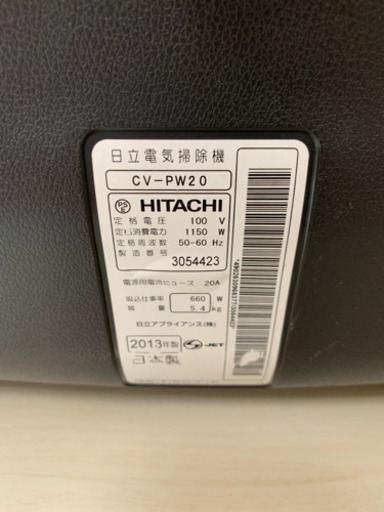 日立電気掃除機
CV-PW20
PSE HITACHI
定格電圧 100 V
定格消費電力 1150 W
定格周波数 50-60 Hz
製造番号 3054423
電源用電流ヒューズ 20A
吸込仕事率 660 W
質量 5.4 kg
日立アプライアンス(株)
2013年製 S JET
日本製